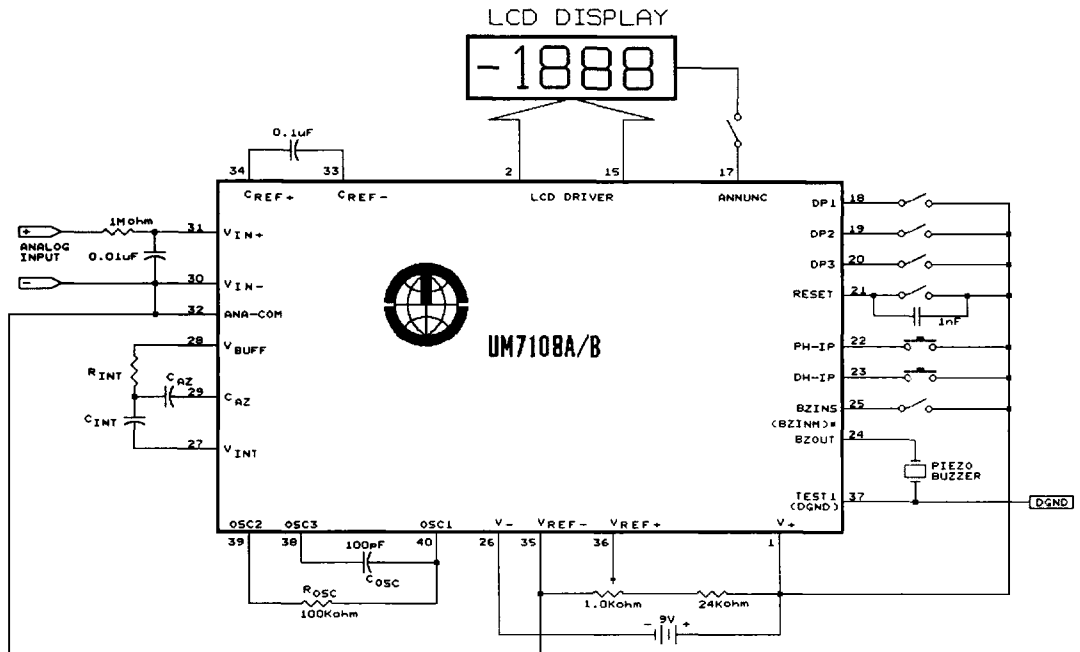 LCD DISPLAY
-1888
0.1uF
34
33
2
15
17
CREF+
CREF-
LCD DRIVER
ANNUNC
+
ANALOG
INPUT
-
1Mohm
0.01uF
31
VIN+
30
VIN-
32
ANA-COM
28
VBUFF
RINT
CAZ
29
CAZ
CINT
27
VINT
UM7108A/B
DP1
18
DP2
19
DP3
20
RESET
21
1nF
PH-IP
22
DH-IP
23
BZINS
25
(BZINM)*
BZOUT
24
PIEZO
BUZZER
TEST1
37
(DGND)
DGND
OSC2
OSC3
OSC1
V-
VREF-
VREF+
V+
39
38
40
26
35
36
1
100pF
COSC
ROSC
100Kohm
1.0Kohm
24Kohm
- 9V +